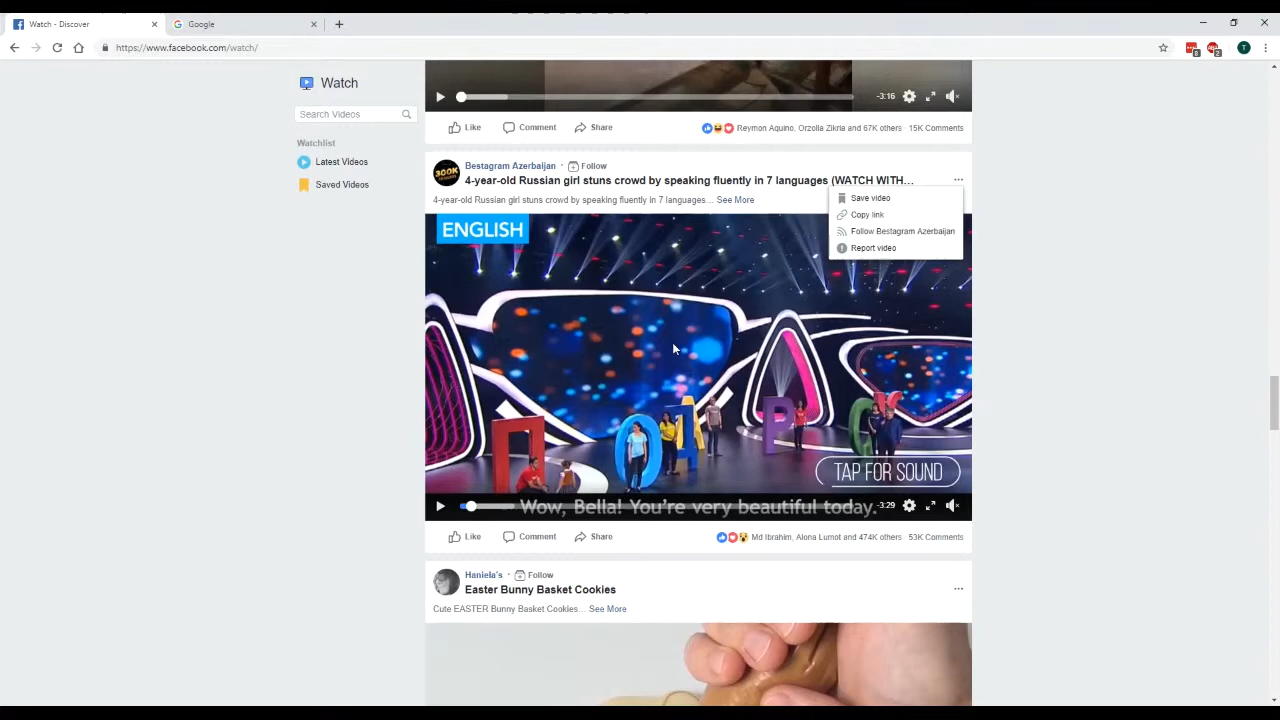 Watch - Discover
Google
https://www.facebook.com/watch/
8
2
T
Watch
Search Videos
Watchlist
Latest Videos
Saved Videos
-3:16
Like Comment Share Reymon Aquino, Orzolla Zikria and 67K others 15K Comments
300K
Bestagram Azerbaijan · Follow
4-year-old Russian girl stuns crowd by speaking fluently in 7 languages (WATCH WITH...
4-year-old Russian girl stuns crowd by speaking fluently in 7 languages... See More
Save video
Copy link
Follow Bestagram Azerbaijan
Report video
ENGLISH
TAP FOR SOUND
Wow, Bella! You're very beautiful today.
-3:29
Like Comment Share Md Ibrahim, Alona Lumot and 474K others 53K Comments
Haniela's · Follow
Easter Bunny Basket Cookies
Cute EASTER Bunny Basket Cookies... See More